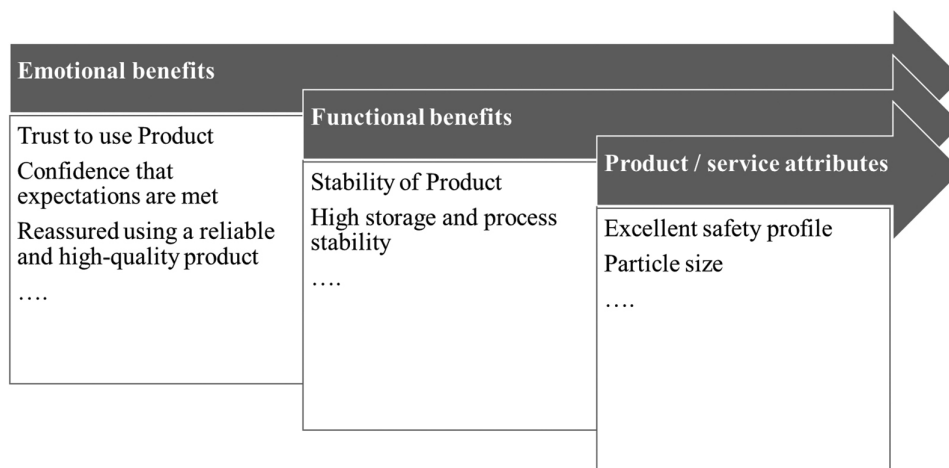 Emotional benefits
Trust to use Product
Confidence that
expectations are met
Reassured using a reliable
and high-quality product
….
Functional benefits
Stability of Product
High storage and process
stability
….
Product / service attributes
Excellent safety profile
Particle size
….